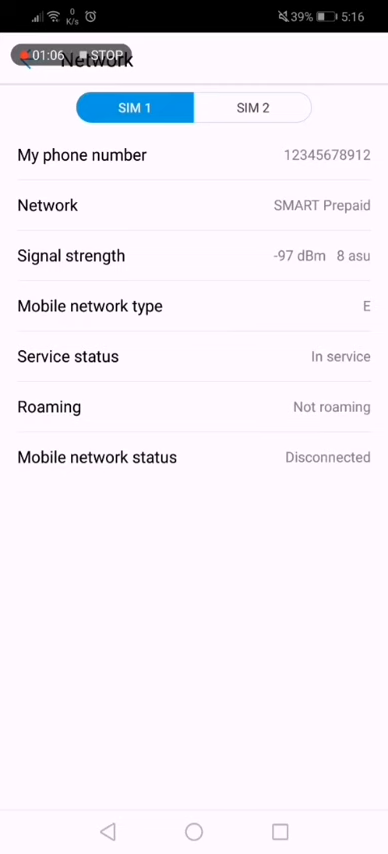 0 K/s 39% 5:16
01:06 STOP
Network
SIM 1 SIM 2
My phone number 12345678912
Network SMART Prepaid
Signal strength -97 dBm 8 asu
Mobile network type E
Service status In service
Roaming Not roaming
Mobile network status Disconnected